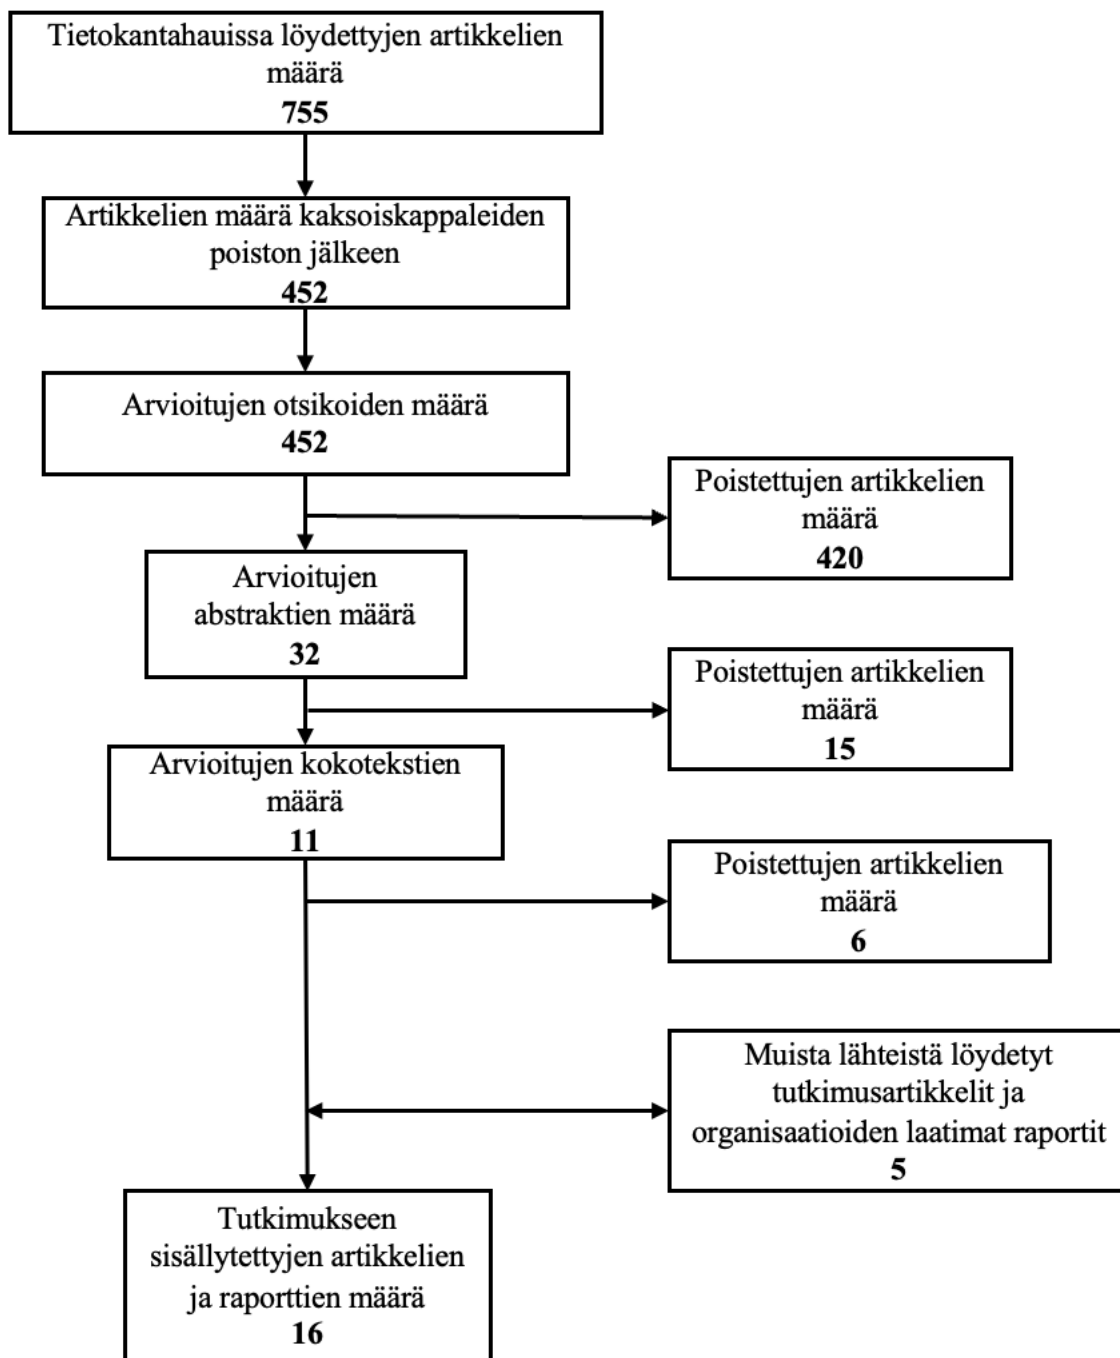 Tietokantahauissa löydettyjen artikkelien
määrä
755
Artikkelien määrä kaksoiskappaleiden
poiston jälkeen
452
Arvioitujen otsikoiden määrä
452
Poistettujen artikkelien
määrä
420
Arvioitujen
abstraktien määrä
32
Poistettujen artikkelien
määrä
15
Arvioitujen kokotekstien
määrä
11
Poistettujen artikkelien
määrä
6
Muista lähteistä löydetyt
tutkimusartikkelit ja
organisaatioiden laatimat raportit
5
Tutkimukseen
sisällytettyjen artikkelien
ja raporttien määrä
16